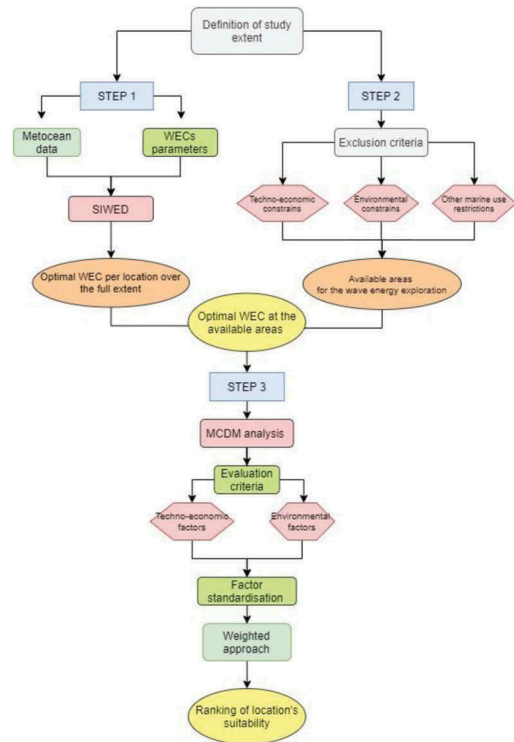 Definition of study
extent
STEP 1
STEP 2
Metocean
data
WECs
parameters
Exclusion criteria
SIWED
Techno-economic
constrains
Environmental
constrains
Other marine use
restrictions
Optimal WEC per location over
the full extent
Available areas
for the wave energy exploration
Optimal WEC at the
available areas
STEP 3
MCDM analysis
Evaluation
criteria
Techno-economic
factors
Environmental
factors
Factor
standardisation
Weighted
approach
Ranking of location's
suitability